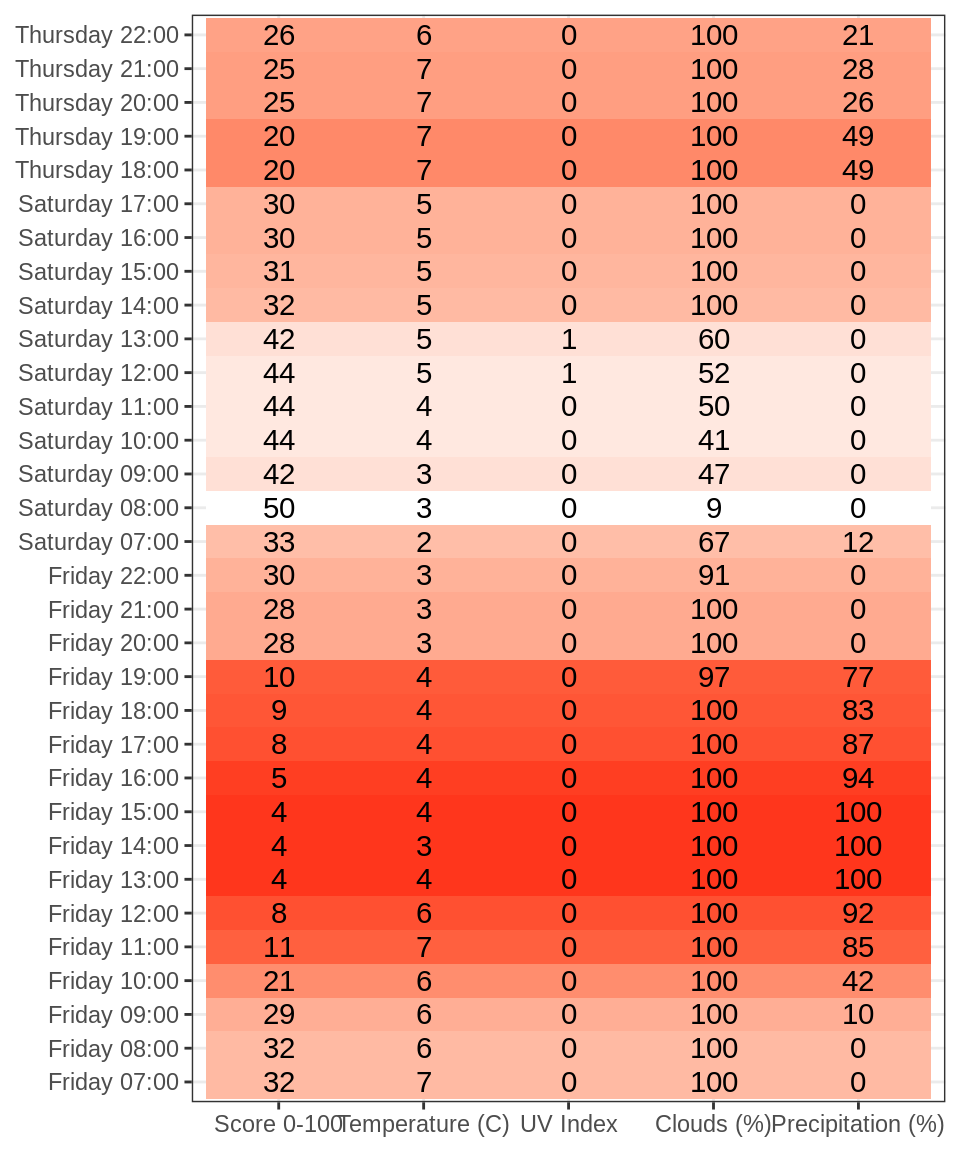 Thursday 22:00 26 6 0 100 21
Thursday 21:00 25 7 0 100 28
Thursday 20:00 25 7 0 100 26
Thursday 19:00 20 7 0 100 49
Thursday 18:00 20 7 0 100 49
Saturday 17:00 30 5 0 100 0
Saturday 16:00 30 5 0 100 0
Saturday 15:00 31 5 0 100 0
Saturday 14:00 32 5 0 100 0
Saturday 13:00 42 5 1 60 0
Saturday 12:00 44 5 1 52 0
Saturday 11:00 44 4 0 50 0
Saturday 10:00 44 4 0 41 0
Saturday 09:00 42 3 0 47 0
Saturday 08:00 50 3 0 9 0
Saturday 07:00 33 2 0 67 12
Friday 22:00 30 3 0 91 0
Friday 21:00 28 3 0 100 0
Friday 20:00 28 3 0 100 0
Friday 19:00 10 4 0 97 77
Friday 18:00 9 4 0 100 83
Friday 17:00 8 4 0 100 87
Friday 16:00 5 4 0 100 94
Friday 15:00 4 4 0 100 100
Friday 14:00 4 3 0 100 100
Friday 13:00 4 4 0 100 100
Friday 12:00 8 6 0 100 92
Friday 11:00 11 7 0 100 85
Friday 10:00 21 6 0 100 42
Friday 09:00 29 6 0 100 10
Friday 08:00 32 6 0 100 0
Friday 07:00 32 7 0 100 0
Score 0-100 Temperature (C) UV Index Clouds (%) Precipitation (%)